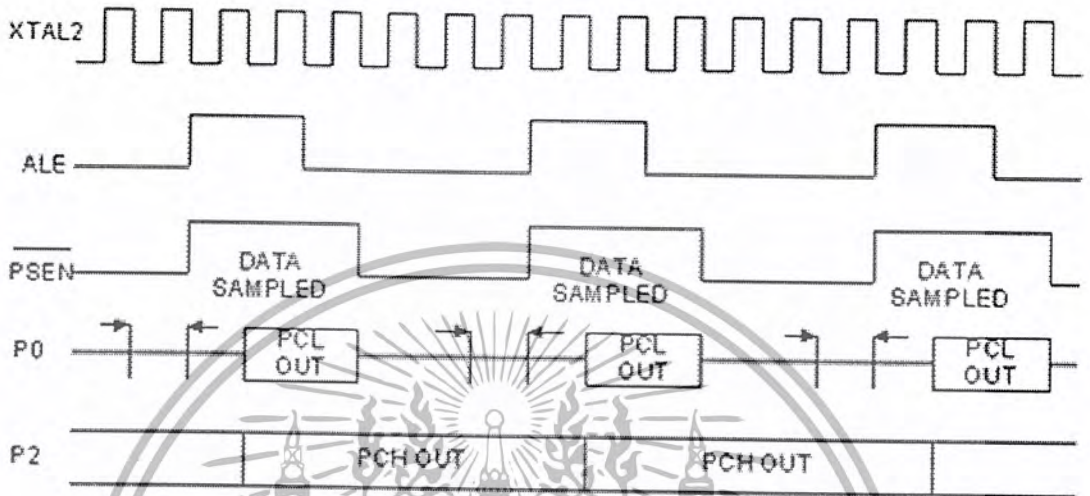 XTAL2
ALE
PSEN
DATA SAMPLED
DATA SAMPLED
DATA SAMPLED
P0
PCL OUT
PCL OUT
PCL OUT
P2
PCH OUT
PCH OUT